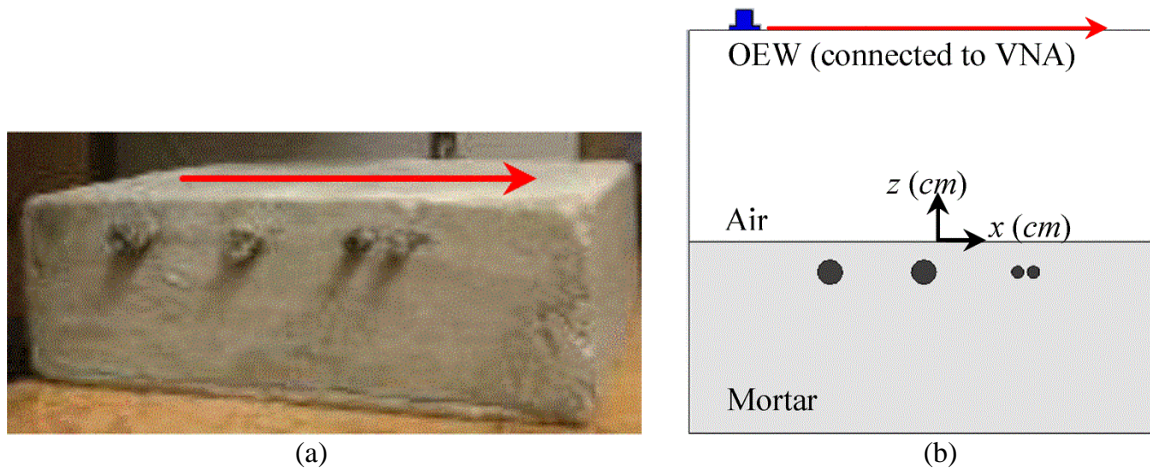 OEW (connected to VNA)
z (cm)
Air
x (cm)
Mortar
(a)
(b)